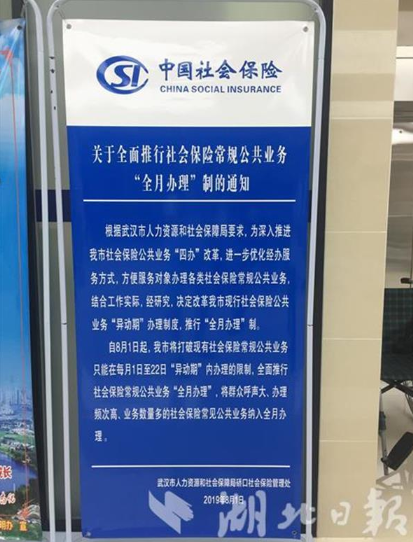 CSI
中国社会保险
CHINA SOCIAL INSURANCE
关于全面推行社会保险常规公共业务
“全月办理”制的通知
根据武汉市人力资源和社会保障局要求，为深入推进
我市社会保险公共业务“四办”改革，进一步优化经办服
务方式，方便服务对象办理各类社会保险常规公共业务，
结合工作实际，经研究，决定改革我市现行社会保险公共
业务“异动期”办理制度，推行“全月办理”制。
自8月1日起，我市将打破现有社会保险常规公共业务
只能在每月1日至22日“异动期”内办理的限制，全面推行
社会保险常规公共业务“全月办理”，将群众呼声大、办理
频次高、业务数量多的社会保险常见公共业务纳入全月办
理。
武汉市人力资源和社会保障局硚口社会保险管理处
2019年8月1日
湖北日报